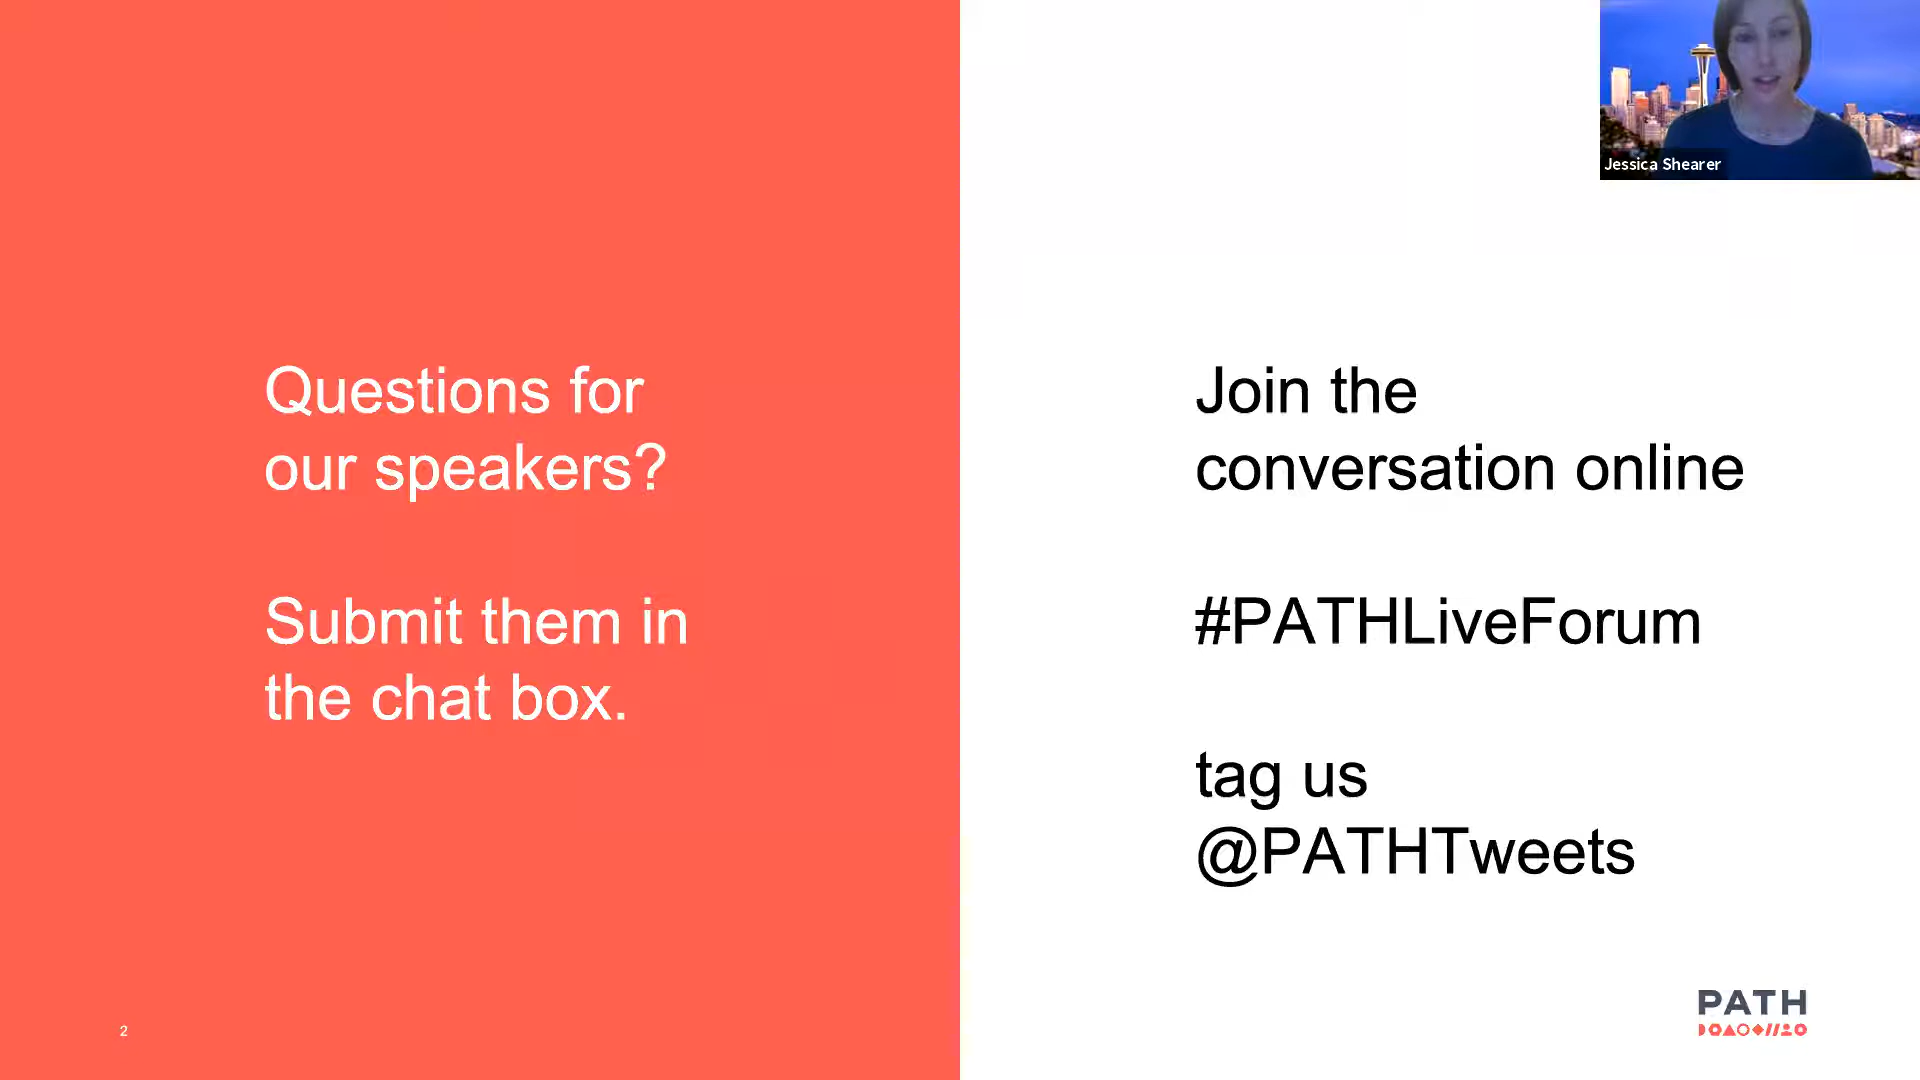 Jessica Shearer
Questions for
our speakers?
Submit them in
the chat box.
Join the
conversation online
#PATHLiveForum
tag us
@PATHTweets
2
PATH